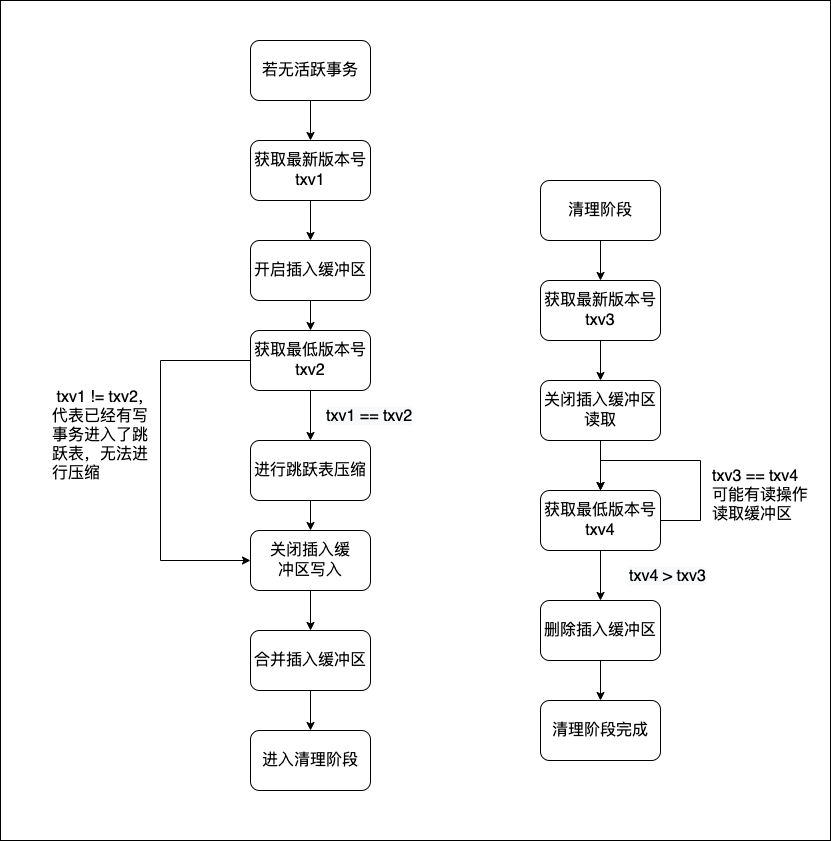 若无活跃事务
获取最新版本号
txv1
开启插入缓冲区
获取最低版本号
txv2
txv1 != txv2,
代表已经有写
事务进入了跳
跃表，无法进
行压缩
txv1 == txv2
进行跳跃表压缩
关闭插入缓
冲区写入
合并插入缓冲区
进入清理阶段
清理阶段
获取最新版本号
txv3
关闭插入缓冲区
读取
获取最低版本号
txv4
txv3 == txv4
可能有读操作
读取缓冲区
txv4 > txv3
删除插入缓冲区
清理阶段完成